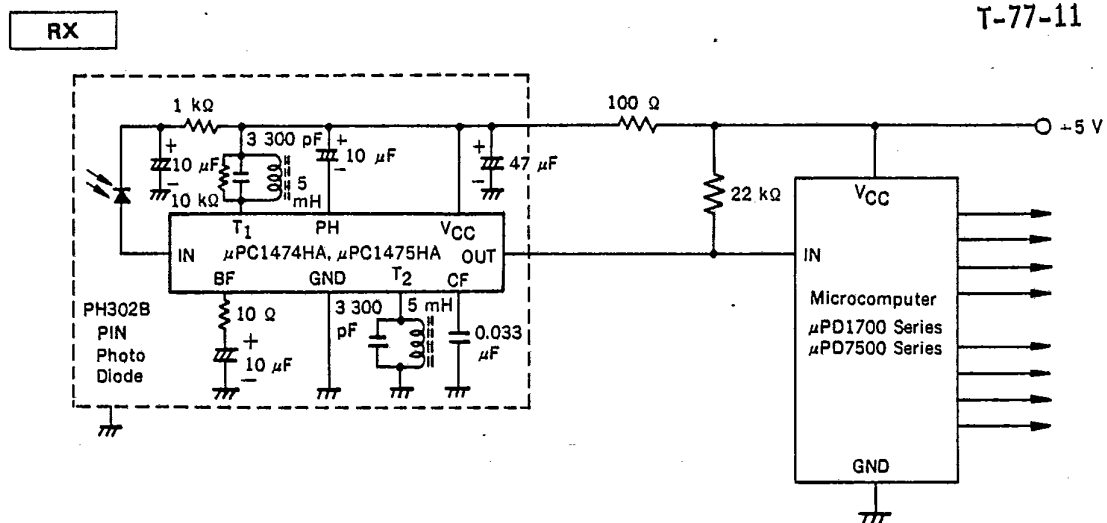 RX
T-77-11
1 kΩ
3 300 pF
+
10 μF
-
10 kΩ
5
mH
+
10 μF
-
+
47 μF
-
100 Ω
+5 V
22 kΩ
T1
PH
VCC
IN
μPC1474HA, μPC1475HA
OUT
BF
GND
T2
CF
PH302B
PIN
Photo
Diode
10 Ω
+
10 μF
-
3 300
pF
5 mH
0.033
μF
VCC
IN
Microcomputer
μPD1700 Series
μPD7500 Series
GND